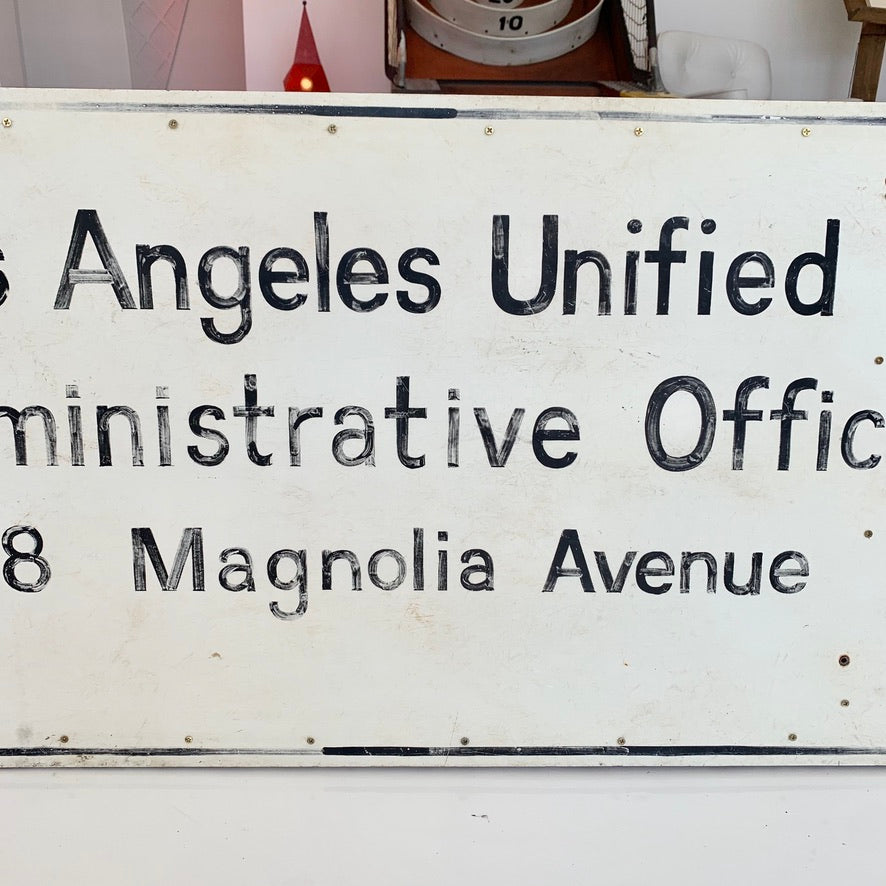 10
s Angeles Unified
ministrative Offic
8 Magnolia Avenue